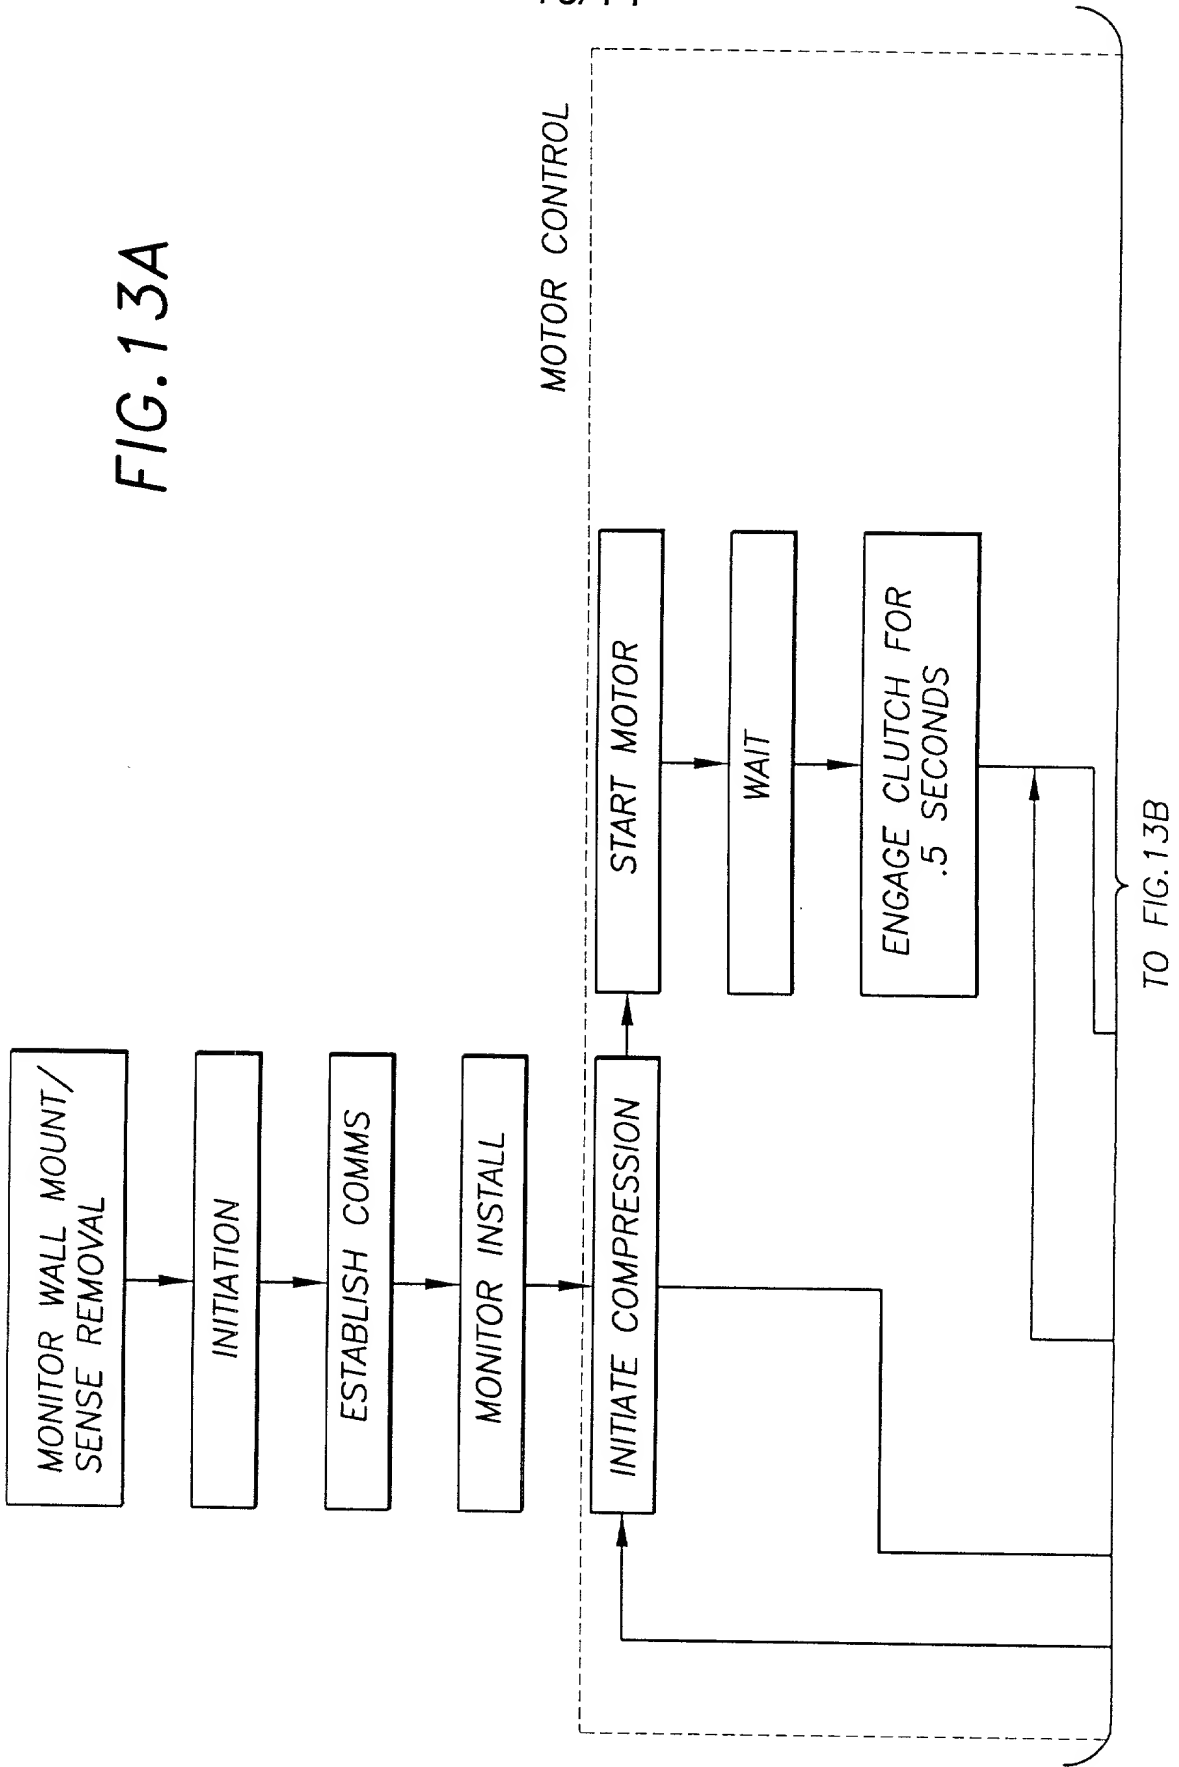 FIG.13A
MONITOR WALL MOUNT/
SENSE REMOVAL
INITIATION
ESTABLISH COMMS
MONITOR INSTALL
MOTOR CONTROL
INITIATE COMPRESSION
START MOTOR
WAIT
ENGAGE CLUTCH FOR
.5 SECONDS
TO FIG.13B